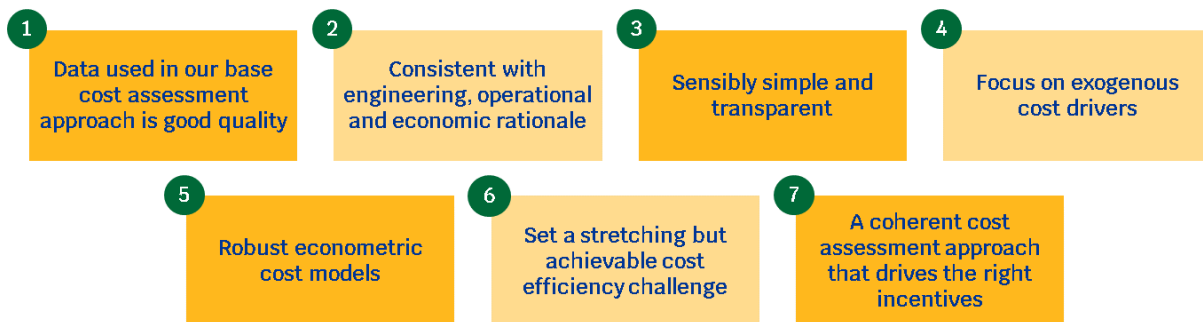 1
Data used in our base
cost assessment
approach is good quality
2
Consistent with
engineering, operational
and economic rationale
3
Sensibly simple and
transparent
4
Focus on exogenous
cost drivers
5
Robust econometric
cost models
6
Set a stretching but
achievable cost
efficiency challenge
7
A coherent cost
assessment approach
that drives the right
incentives